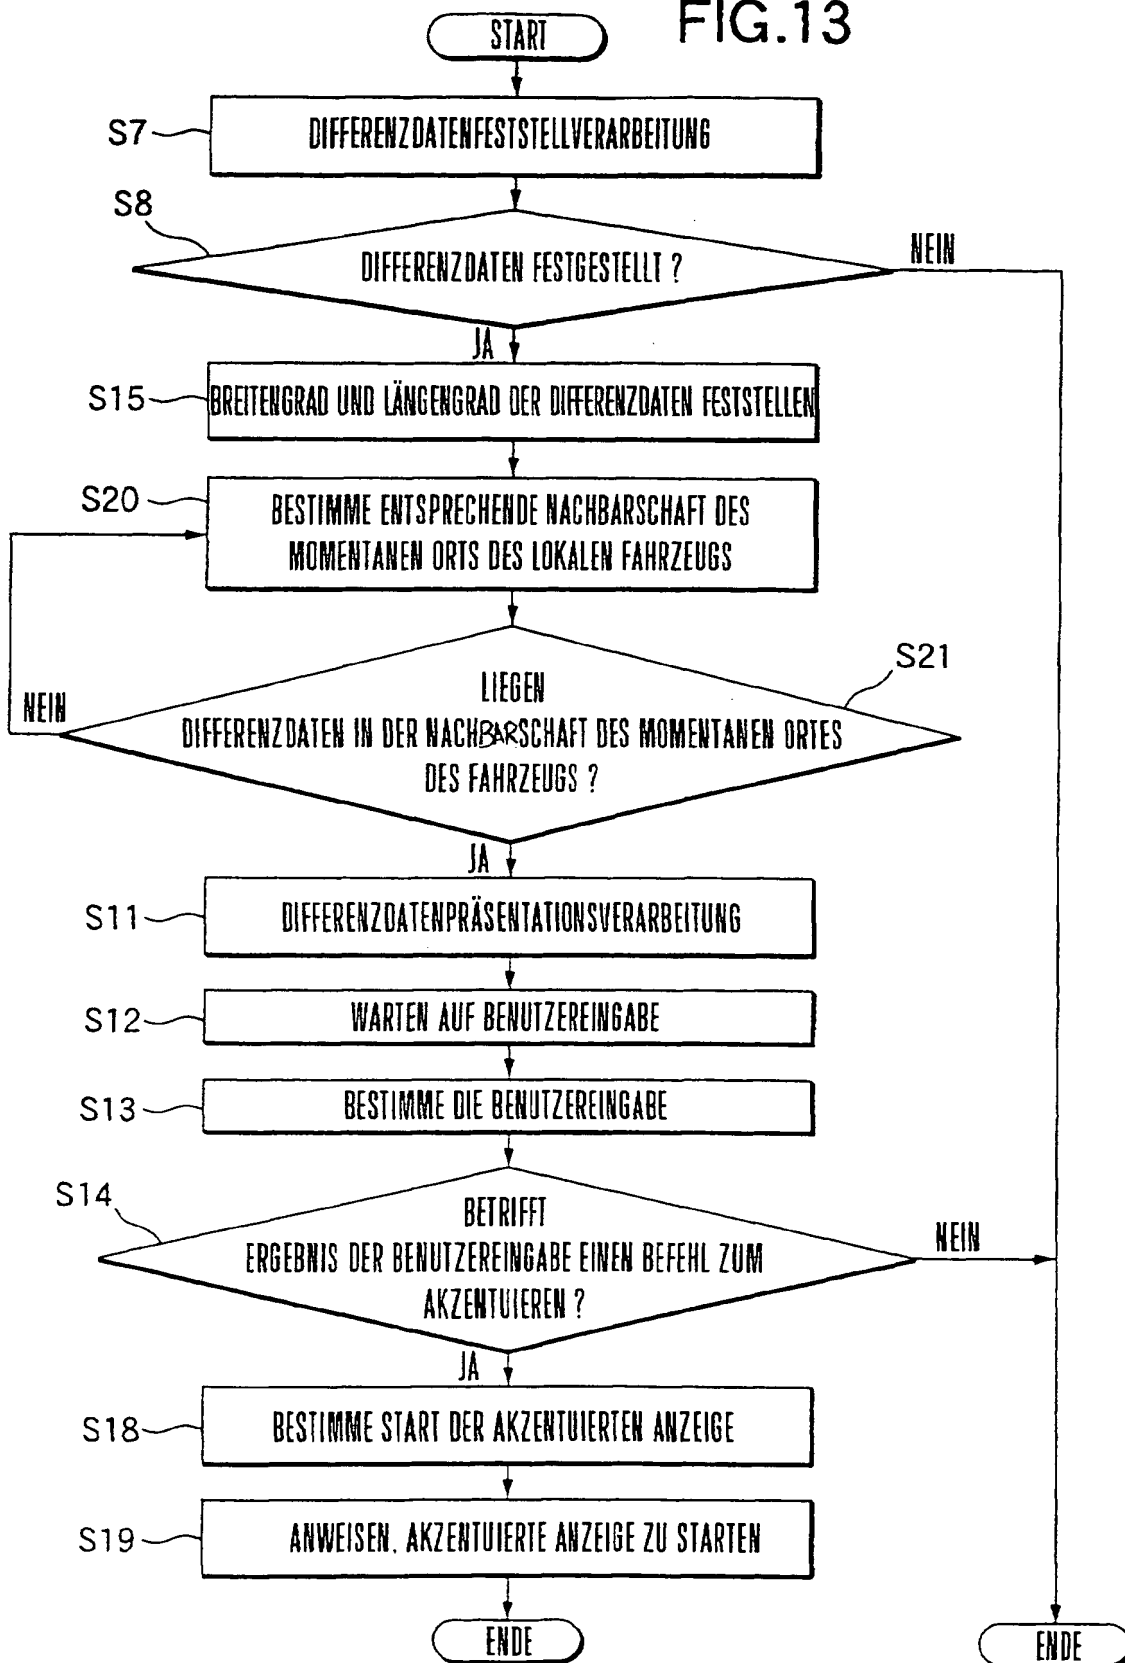 FIG.13
START
S7
DIFFERENZDATENFESTSTELLVERARBEITUNG
S8
DIFFERENZDATEN FESTGESTELLT ?
NEIN
JA
S15
BREITENGRAD UND LÄNGENGRAD DER DIFFERENZDATEN FESTSTELLEN
S20
BESTIMME ENTSPRECHENDE NACHBARSCHAFT DES
MOMENTANEN ORTS DES LOKALEN FAHRZEUGS
S21
LIEGEN
NEIN
DIFFERENZDATEN IN DER NACHBARSCHAFT DES MOMENTANEN ORTES
DES FAHRZEUGS ?
JA
S11
DIFFERENZDATENPRÄSENTATIONSVERARBEITUNG
S12
WARTEN AUF BENUTZEREINGABE
S13
BESTIMME DIE BENUTZEREINGABE
S14
BETRIFFT
NEIN
ERGEBNIS DER BENUTZEREINGABE EINEN BEFEHL ZUM
AKZENTUIEREN ?
JA
S18
BESTIMME START DER AKZENTUIERTEN ANZEIGE
S19
ANWEISEN, AKZENTUIERTE ANZEIGE ZU STARTEN
ENDE
ENDE